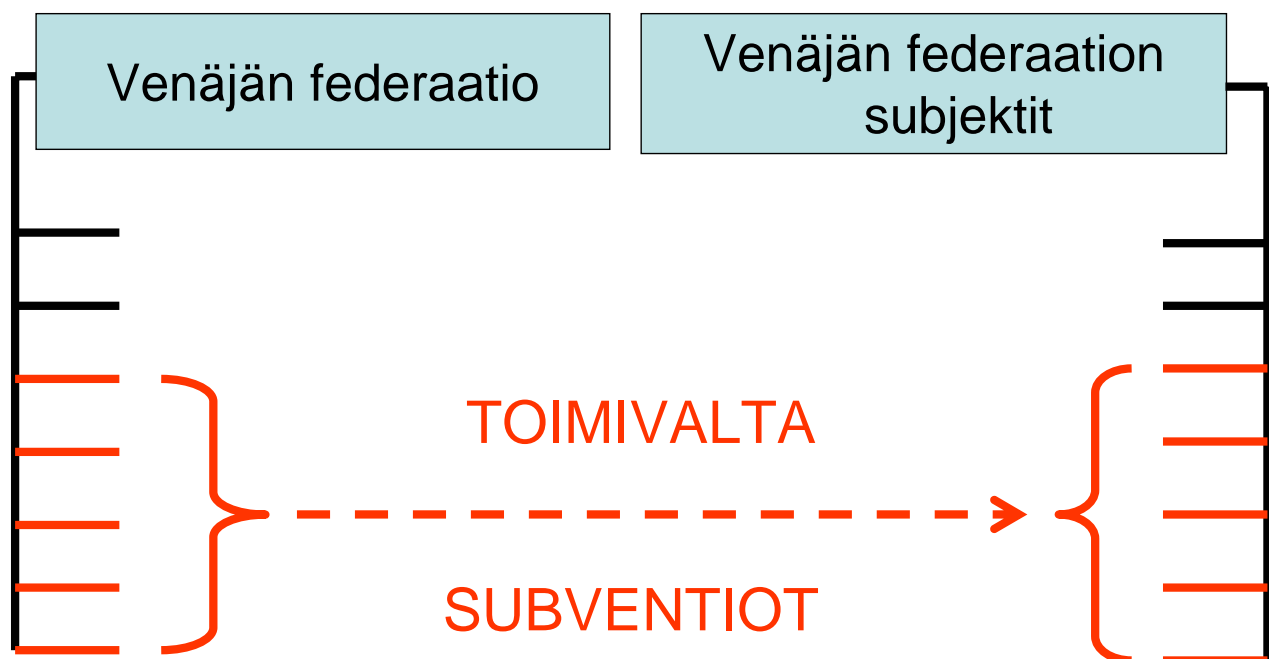 Venäjän federaatio
Venäjän federaation
subjektit
TOIMIVALTA
SUBVENTIOT